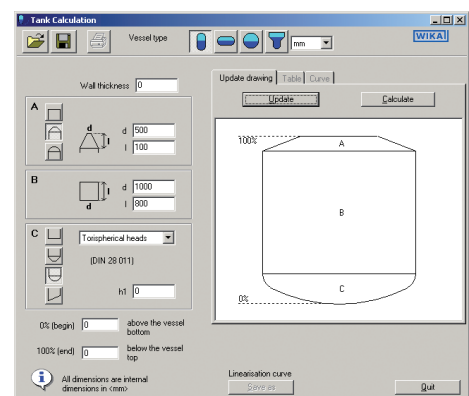 Tank Calculation
Vessel type
mm
WIKAI
Wall thickness 0
A
d
l
d 500
l 100
B
l
d
d 1000
l 800
C
Torispherical heads
(DIN 28 011)
h1 0
0% (begin) 0 above the vessel bottom
100% (end) 0 below the vessel top
i
All dimensions are internal
dimensions in <mm>
Update drawing Table Curve
Update Calculate
100%
A
B
C
0%
Linearisation curve
Save as
Quit